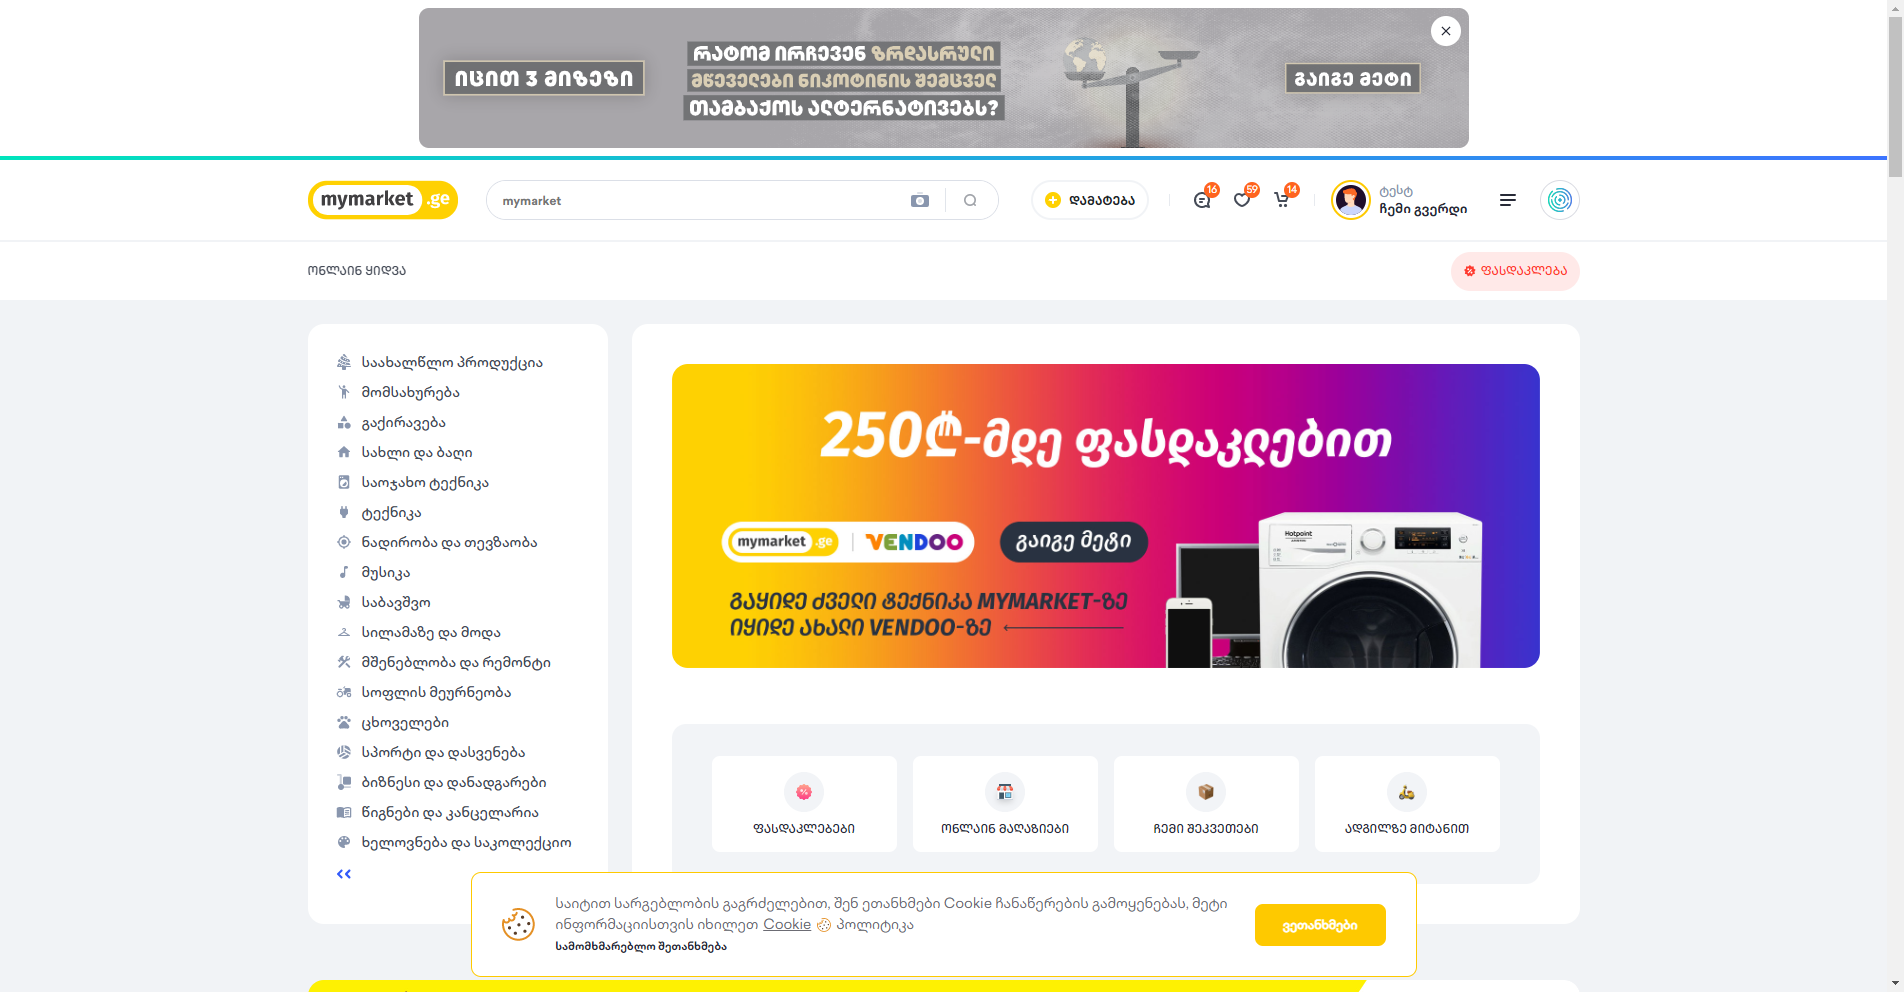 იცით 3 მიზეზი
რატომ ირჩევენ ზრდასრული
მწეველები ნიკოტინის შემცველ
თამბაქოს ალტერნატივებს?
გაიგე მეტი
mymarket.ge
mymarket
დამატება
16
59
14
ტესტ
ჩემი გვერდი
ონლაინ ყიდვა
ფასდაკლება
საახალწლო პროდუქცია
მომსახურება
გაქირავება
სახლი და ბაღი
საოჯახო ტექნიკა
ტექნიკა
ნადირობა და თევზაობა
მუსიკა
საბავშვო
სილამაზე და მოდა
მშენებლობა და რემონტი
სოფლის მეურნეობა
ცხოველები
სპორტი და დასვენება
ბიზნესი და დანადგარები
წიგნები და კანცელარია
ხელოვნება და საკოლექციო
250₾-მდე ფასდაკლებით
mymarket.ge | VENDOO
გაიგე მეტი
გაყიდე ძველი ტექნიკა MYMARKET-ზე
იყიდე ახალი VENDOO-ზე
Hotpoint
ფასდაკლებები
ონლაინ მაღაზიები
ჩემი შეკვეთები
ადგილზე მიტანით
საიტით სარგებლობის გაგრძელებით, შენ ეთანხმები Cookie ჩანაწერების გამოყენებას, მეტი
ინფორმაციისთვის იხილეთ Cookie პოლიტიკა
სამომხმარებლო შეთანხმება
ვეთანხმები